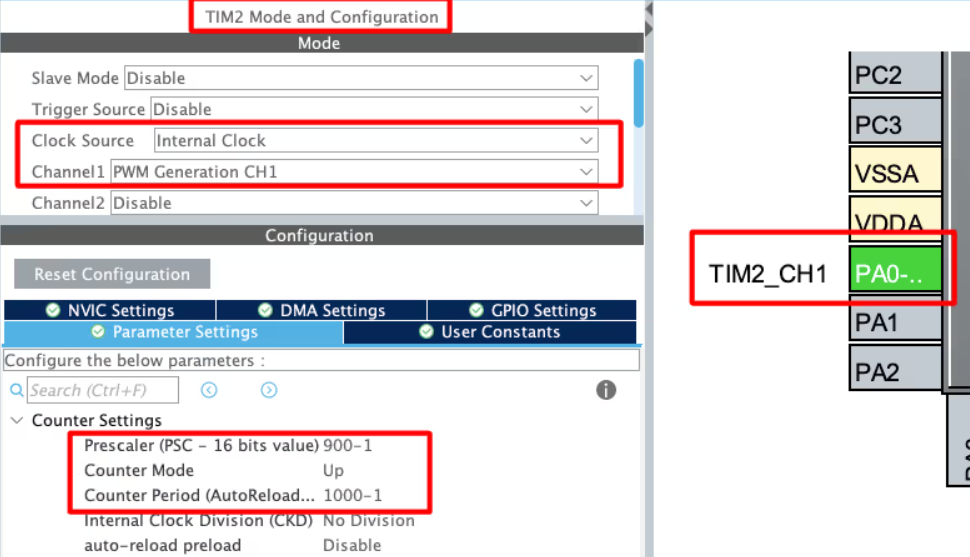 TIM2 Mode and Configuration
Mode
Slave Mode Disable
Trigger Source Disable
Clock Source Internal Clock
Channel1 PWM Generation CH1
Channel2 Disable
Configuration
Reset Configuration
NVIC Settings DMA Settings GPIO Settings
Parameter Settings User Constants
Configure the below parameters :
Search (Ctrl+F)
Counter Settings
Prescaler (PSC - 16 bits value) 900-1
Counter Mode Up
Counter Period (AutoReload... 1000-1
Internal Clock Division (CKD) No Division
auto-reload preload Disable
PC2
PC3
VSSA
VDDA
TIM2_CH1 PA0-..
PA1
PA2